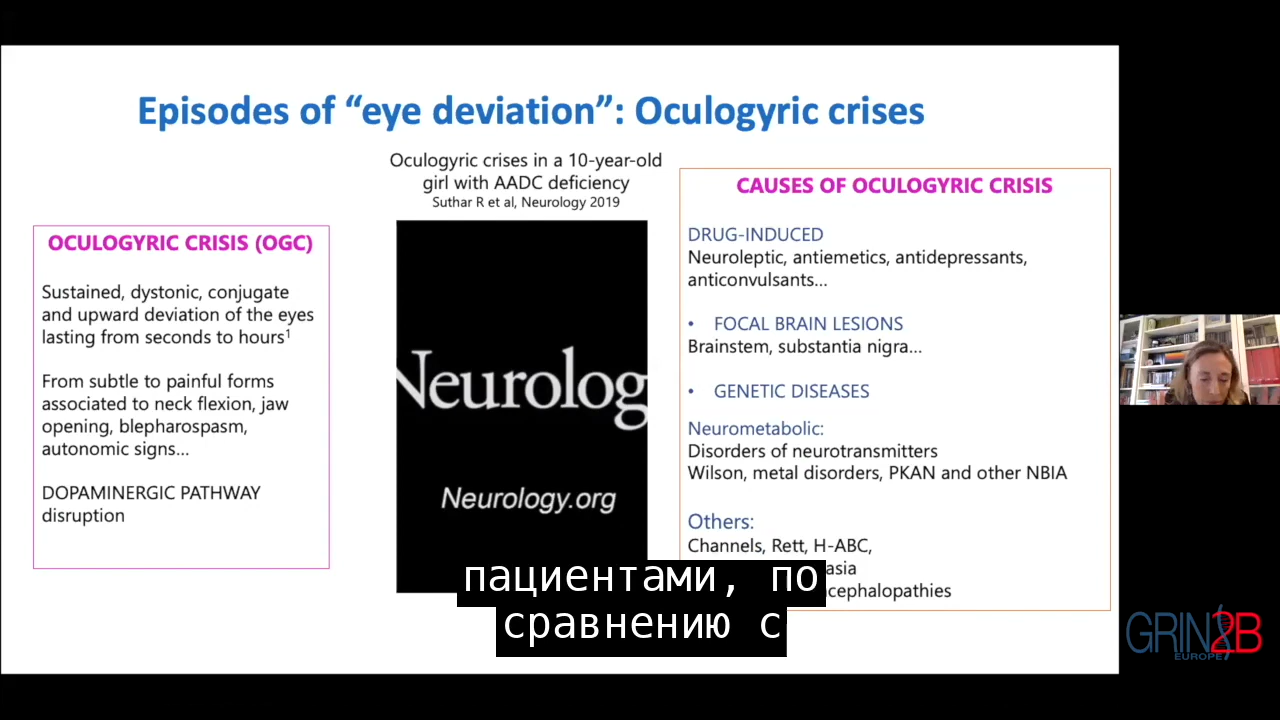 Episodes of “eye deviation”: Oculogyric crises
OCULOGYRIC CRISIS (OGC)
Sustained, dystonic, conjugate
and upward deviation of the eyes
lasting from seconds to hours¹
From subtle to painful forms
associated to neck flexion, jaw
opening, blepharospasm,
autonomic signs...
DOPAMINERGIC PATHWAY
disruption
Oculogyric crises in a 10-year-old
girl with AADC deficiency
Suthar R et al, Neurology 2019
Neurolog
Neurology.org
CAUSES OF OCULOGYRIC CRISIS
DRUG-INDUCED
Neuroleptic, antiemetics, antidepressants,
anticonvulsants...
• FOCAL BRAIN LESIONS
Brainstem, substantia nigra...
• GENETIC DISEASES
Neurometabolic:
Disorders of neurotransmitters
Wilson, metal disorders, PKAN and other NBIA
Others:
Channels, Rett, H-ABC,
пациентами, по
сравнению с
GRIN2B
EUROPE